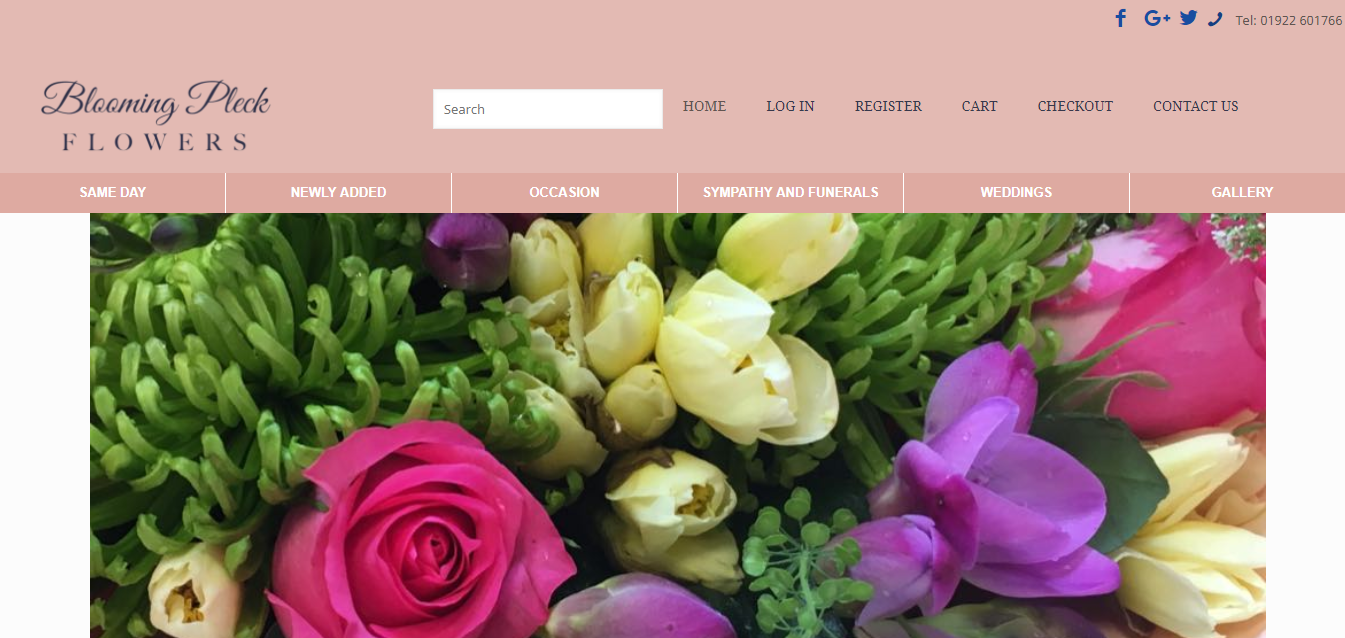 Tel: 01922 601766
Blooming Pleck
FLOWERS
Search
HOME LOG IN REGISTER CART CHECKOUT CONTACT US
SAME DAY NEWLY ADDED OCCASION SYMPATHY AND FUNERALS WEDDINGS GALLERY